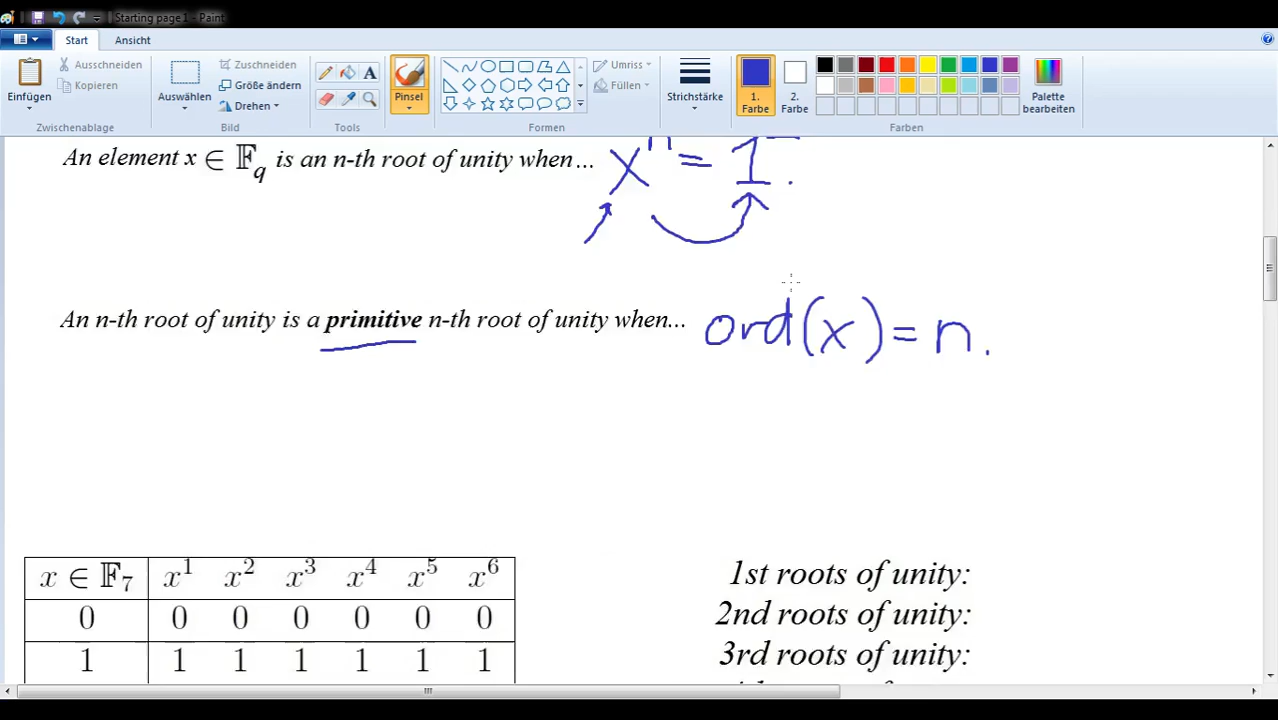 Starting page 1 - Paint
Start Ansicht
Einfügen
Ausschneiden
Kopieren
Zwischenablage
Auswählen
Zuschneiden
Größe ändern
Drehen
Bild
A
Tools
Pinsel
Formen
Umriss
Füllen
Strichstärke
1.
Farbe
2.
Farbe
Palette
bearbeiten
Farben
An element x ∈ 𝔽_q is an n-th root of unity when... xⁿ = 1.
An n-th root of unity is a primitive n-th root of unity when... ord(x) = n.
x ∈ 𝔽₇ x¹ x² x³ x⁴ x⁵ x⁶
0 0 0 0 0 0 0
1 1 1 1 1 1 1
1st roots of unity:
2nd roots of unity:
3rd roots of unity: